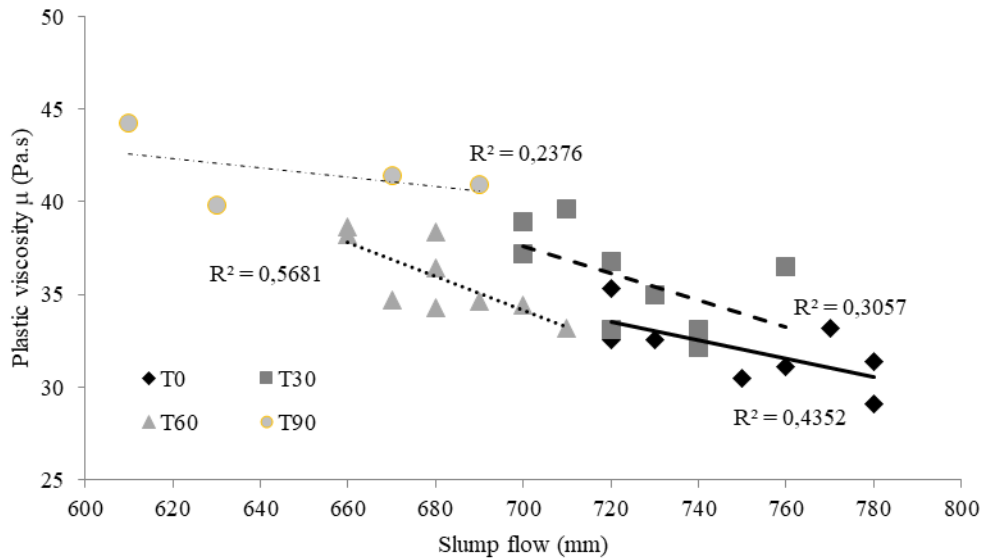 50
45
40
35
30
25
Plastic viscosity μ (Pa.s)
R² = 0,2376
R² = 0,5681
R² = 0,3057
R² = 0,4352
T0 T30
T60 T90
600 620 640 660 680 700 720 740 760 780 800
Slump flow (mm)